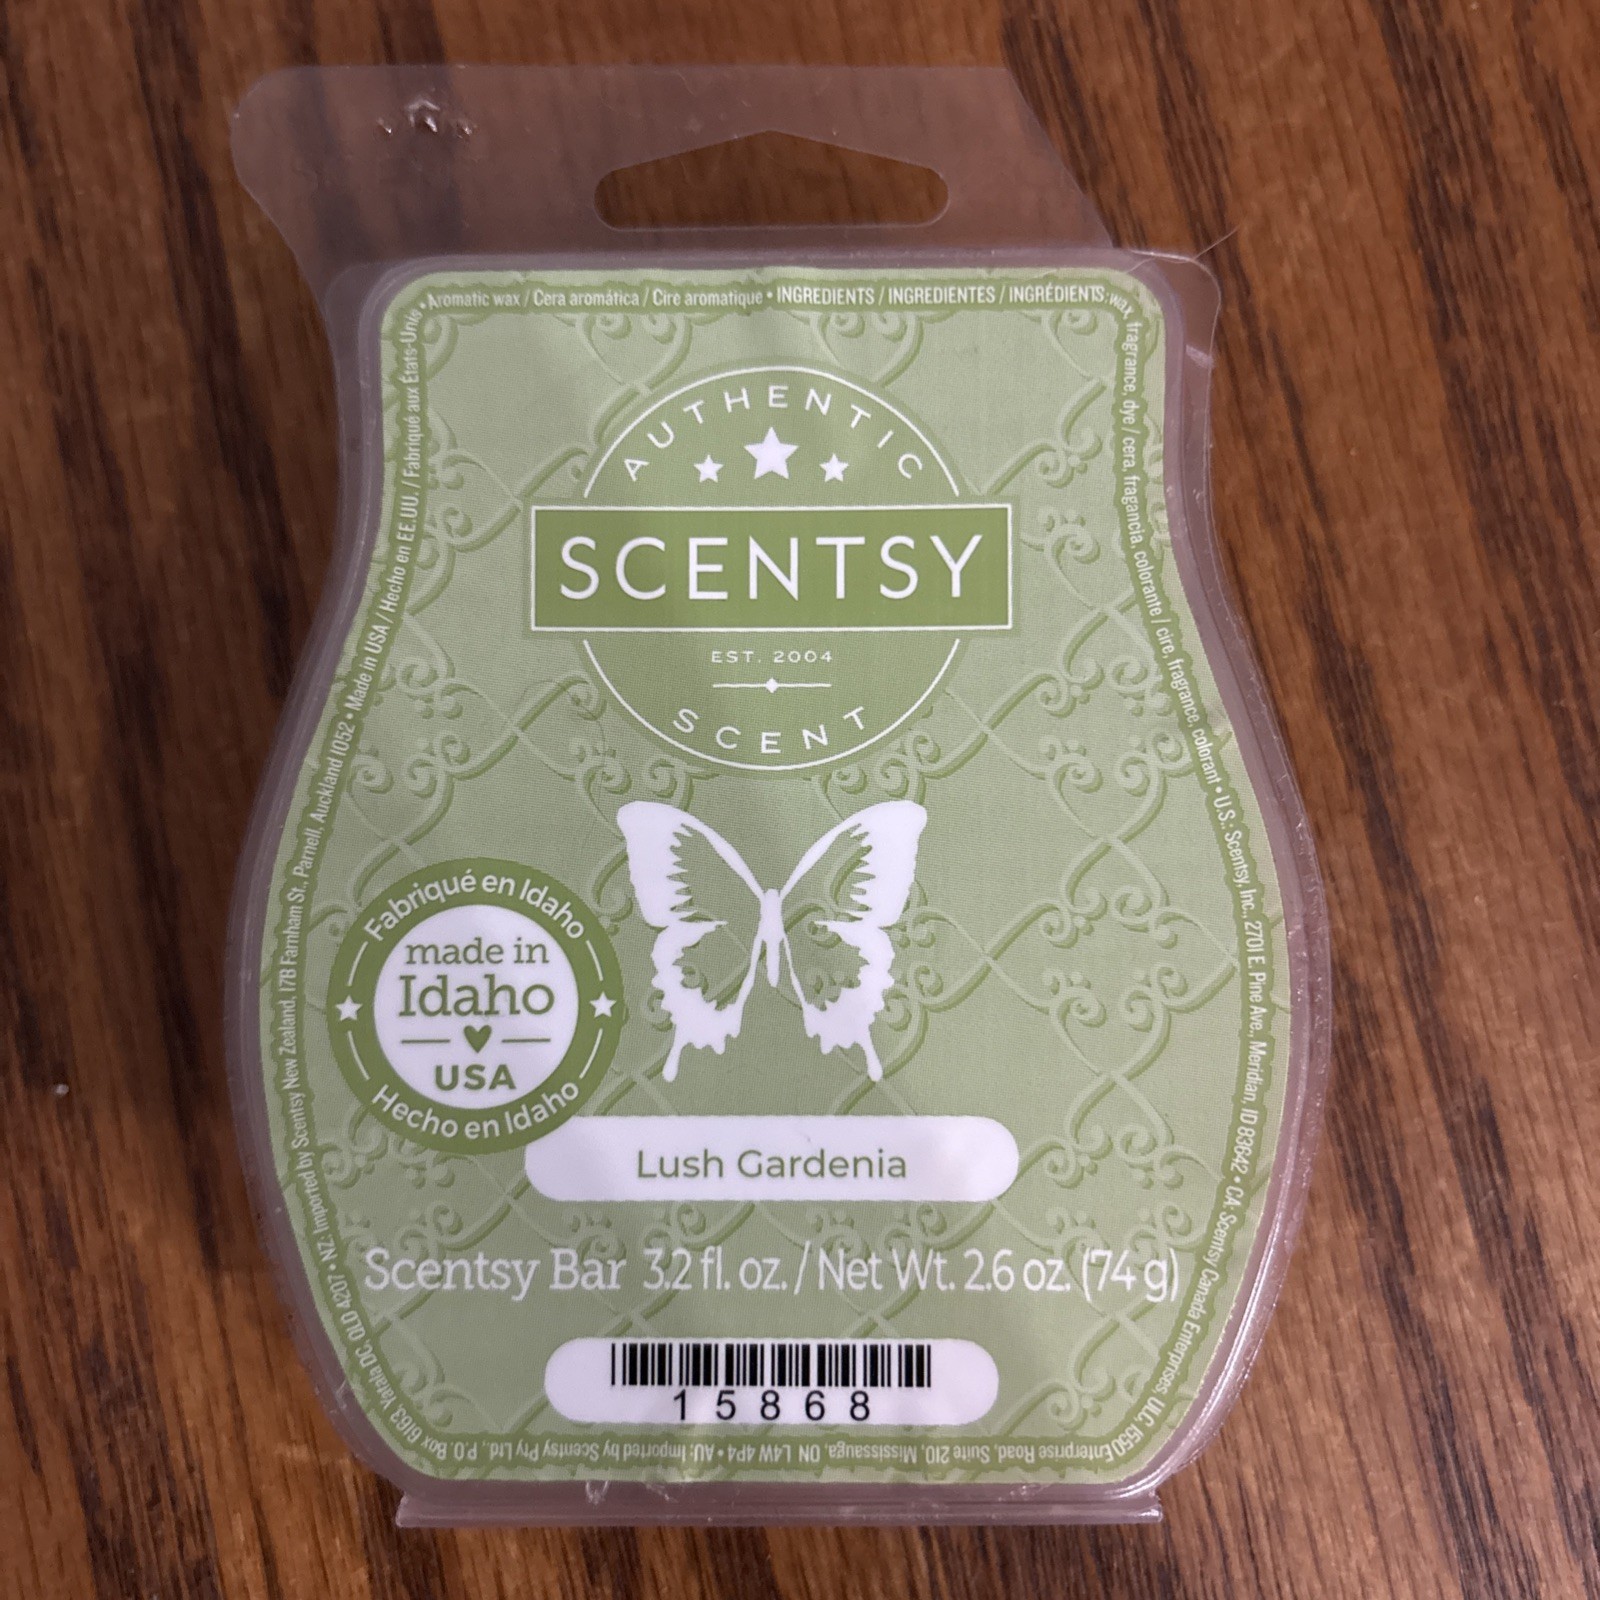 • Aromatic wax / Cera aromática / Cire aromatique • INGREDIENTS / INGREDIENTES / INGRÉDIENTS: wax, fragrance, dye / cera, fragancia, colorante / cire, fragrance, colorant • U.S.: Scentsy, Inc., 2701 E. Pine Ave., Meridian, ID 83642 • CA: Scentsy Canada Enterprises, ULC, 1550 Enterprise Road, Suite 210, Mississauga, ON L4W 4P4 • AU: Imported by Scentsy Pty Ltd., P.O. Box 6163, Yatala DC, QLD 4207 • NZ: Imported by Scentsy New Zealand, 17B Farnham St., Parnell, Auckland 1052 • Made in USA / Hecho en EE.UU. / Fabriqué aux États-Unis
AUTHENTIC
SCENTSY
EST. 2004
SCENT
Fabriqué en Idaho
made in
Idaho
USA
Hecho en Idaho
Lush Gardenia
Scentsy Bar 3.2 fl. oz. / Net Wt. 2.6 oz. (74 g)
15868